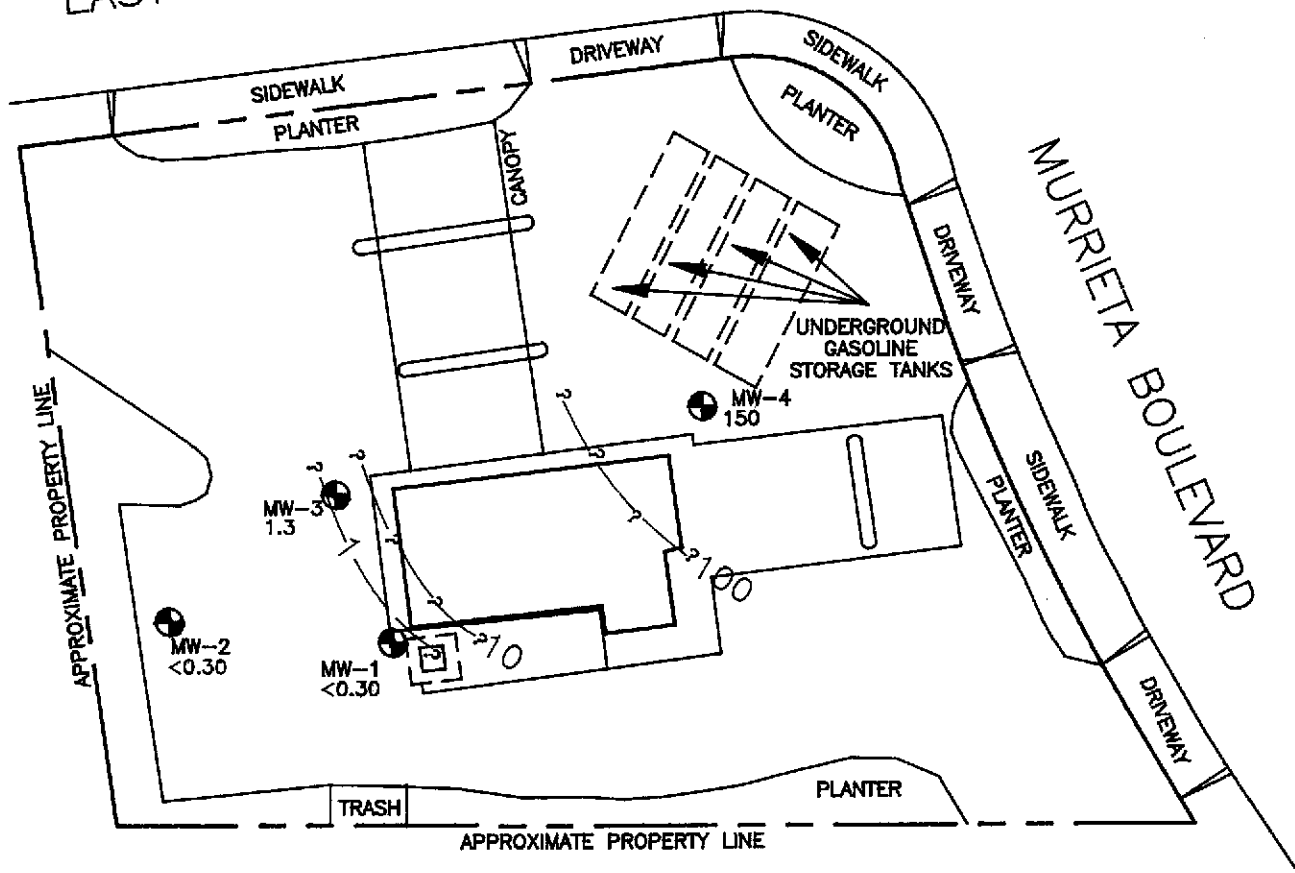 EAST
SIDEWALK
DRIVEWAY
SIDEWALK
PLANTER
PLANTER
CANOPY
MURRIETA BOULEVARD
DRIVEWAY
UNDERGROUND
GASOLINE
STORAGE TANKS
APPROXIMATE PROPERTY LINE
?
MW-4
150
?
?
?
MW-3
1.3
1
?
?
SIDEWALK
PLANTER
?
100
MW-2
<0.30
MW-1
<0.30
?
?
?
10
DRIVEWAY
TRASH
PLANTER
APPROXIMATE PROPERTY LINE